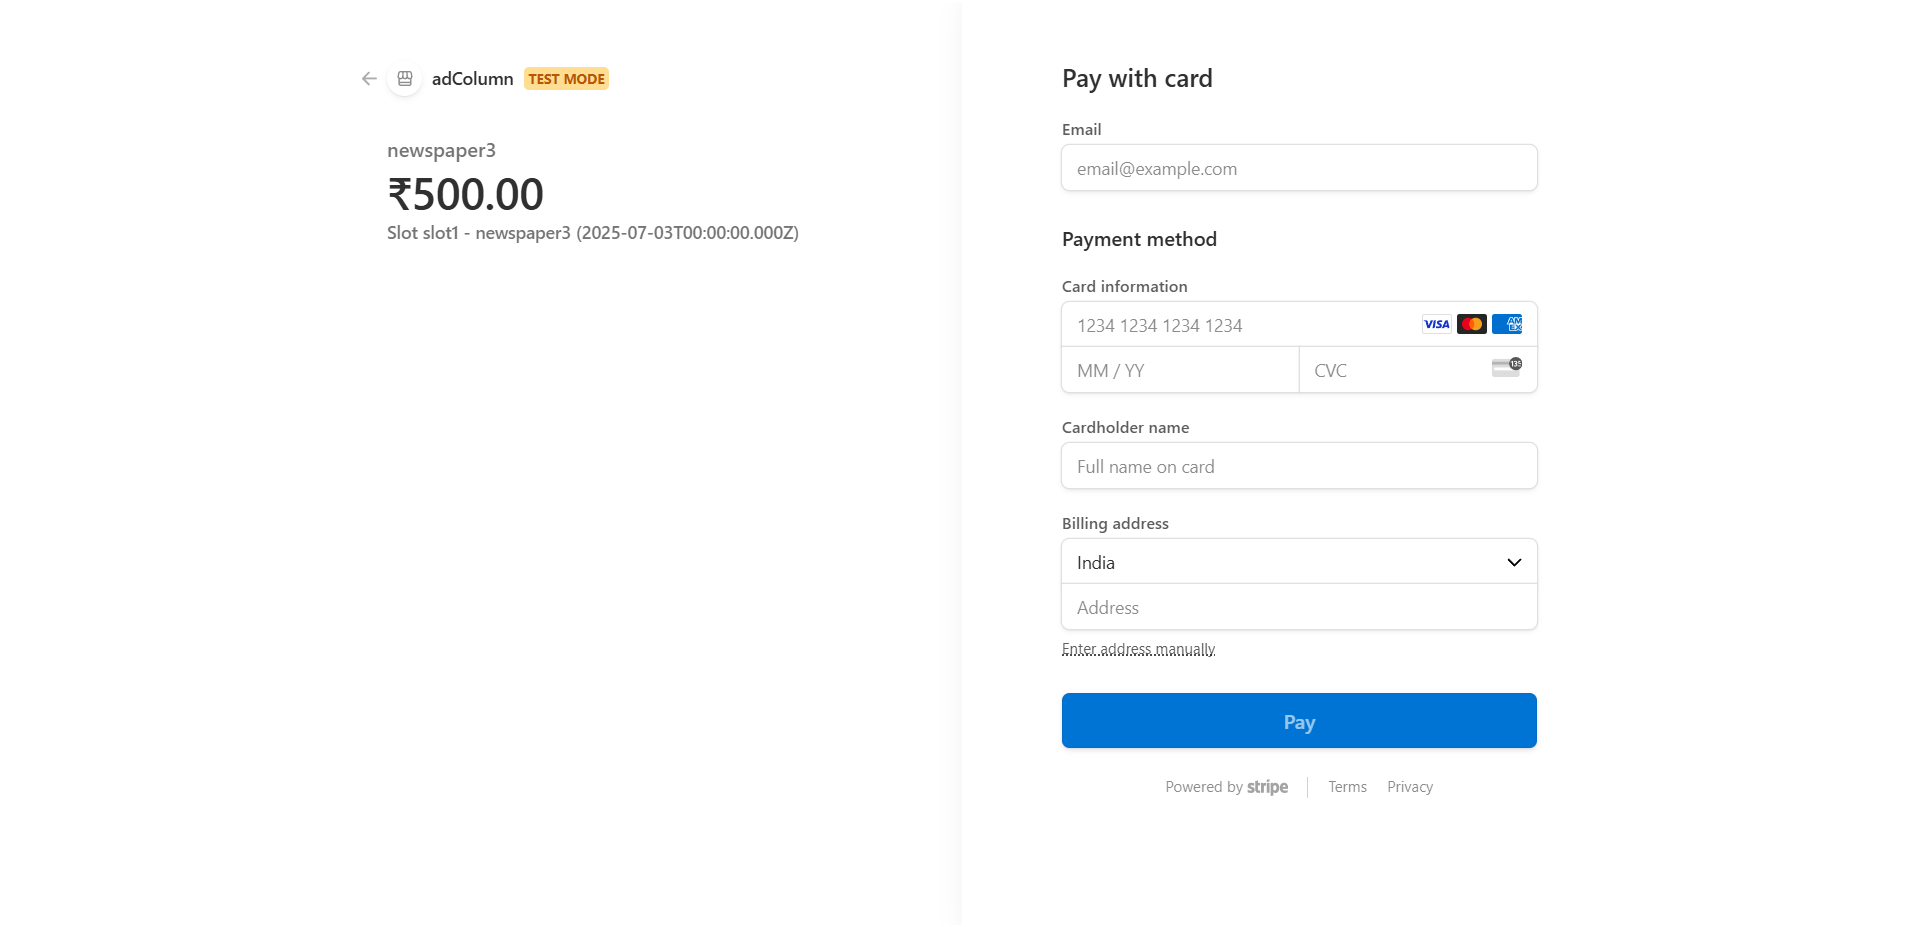 adColumn TEST MODE
newspaper3
₹500.00
Slot slot1 - newspaper3 (2025-07-03T00:00:00.000Z)
Pay with card
Email
email@example.com
Payment method
Card information
1234 1234 1234 1234 VISA AMEX
MM / YY CVC 135
Cardholder name
Full name on card
Billing address
India
Address
Enter address manually
Pay
Powered by stripe Terms Privacy